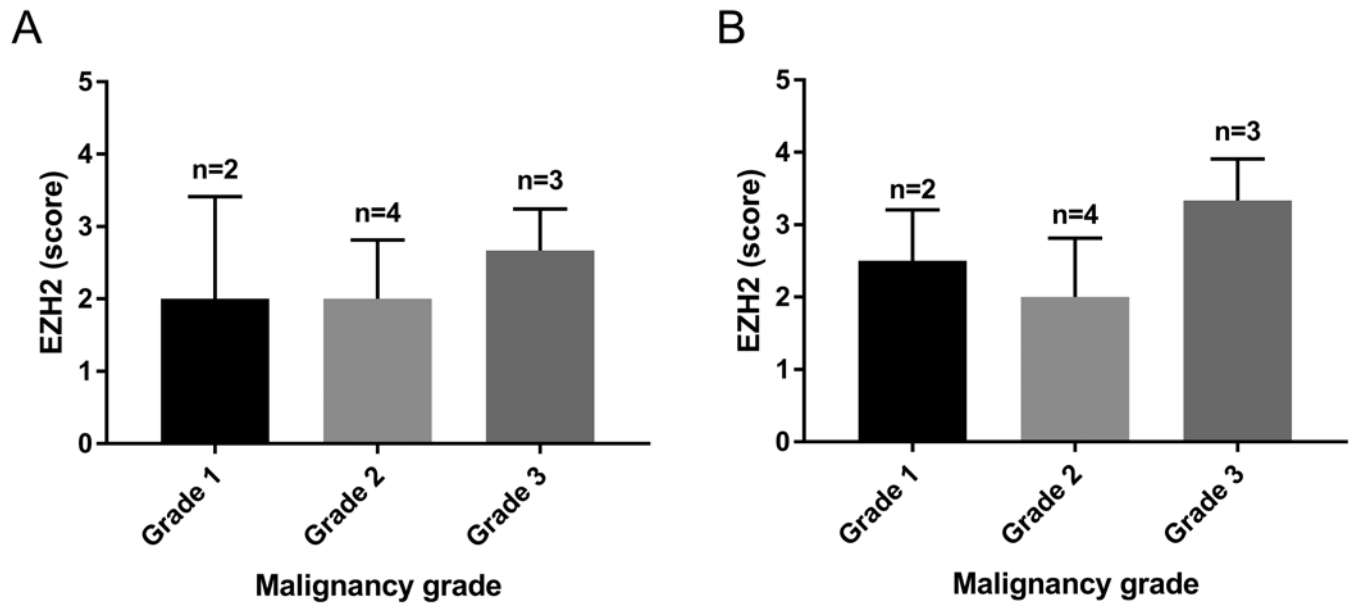 A
EZH2 (score)
5
4
3
2
1
0
n=2
n=4
n=3
Grade 1
Grade 2
Grade 3
Malignancy grade
B
EZH2 (score)
5
4
3
2
1
0
n=2
n=4
n=3
Grade 1
Grade 2
Grade 3
Malignancy grade